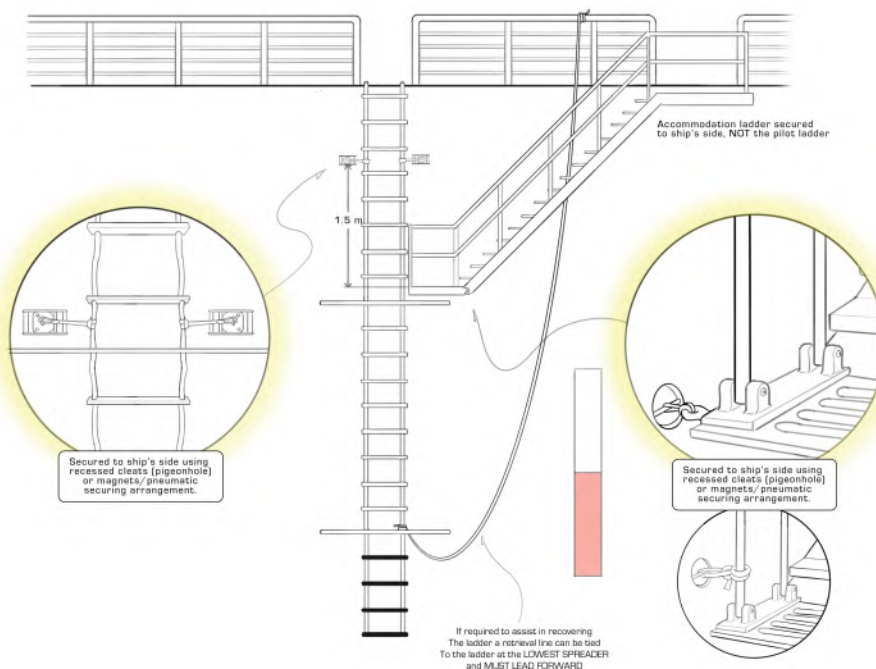 Accommodation ladder secured
to ship's side, NOT the pilot ladder
1.5 m
Secured to ship's side using
recessed cleats (pigeonhole)
or magnets/pneumatic
securing arrangement.
Secured to ship's side using
recessed cleats (pigeonhole)
or magnets/pneumatic
securing arrangement.
If required to assist in recovering
The ladder a retrieval line can be tied
To the ladder at the LOWEST SPREADER
and MUST LEAD FORWARD